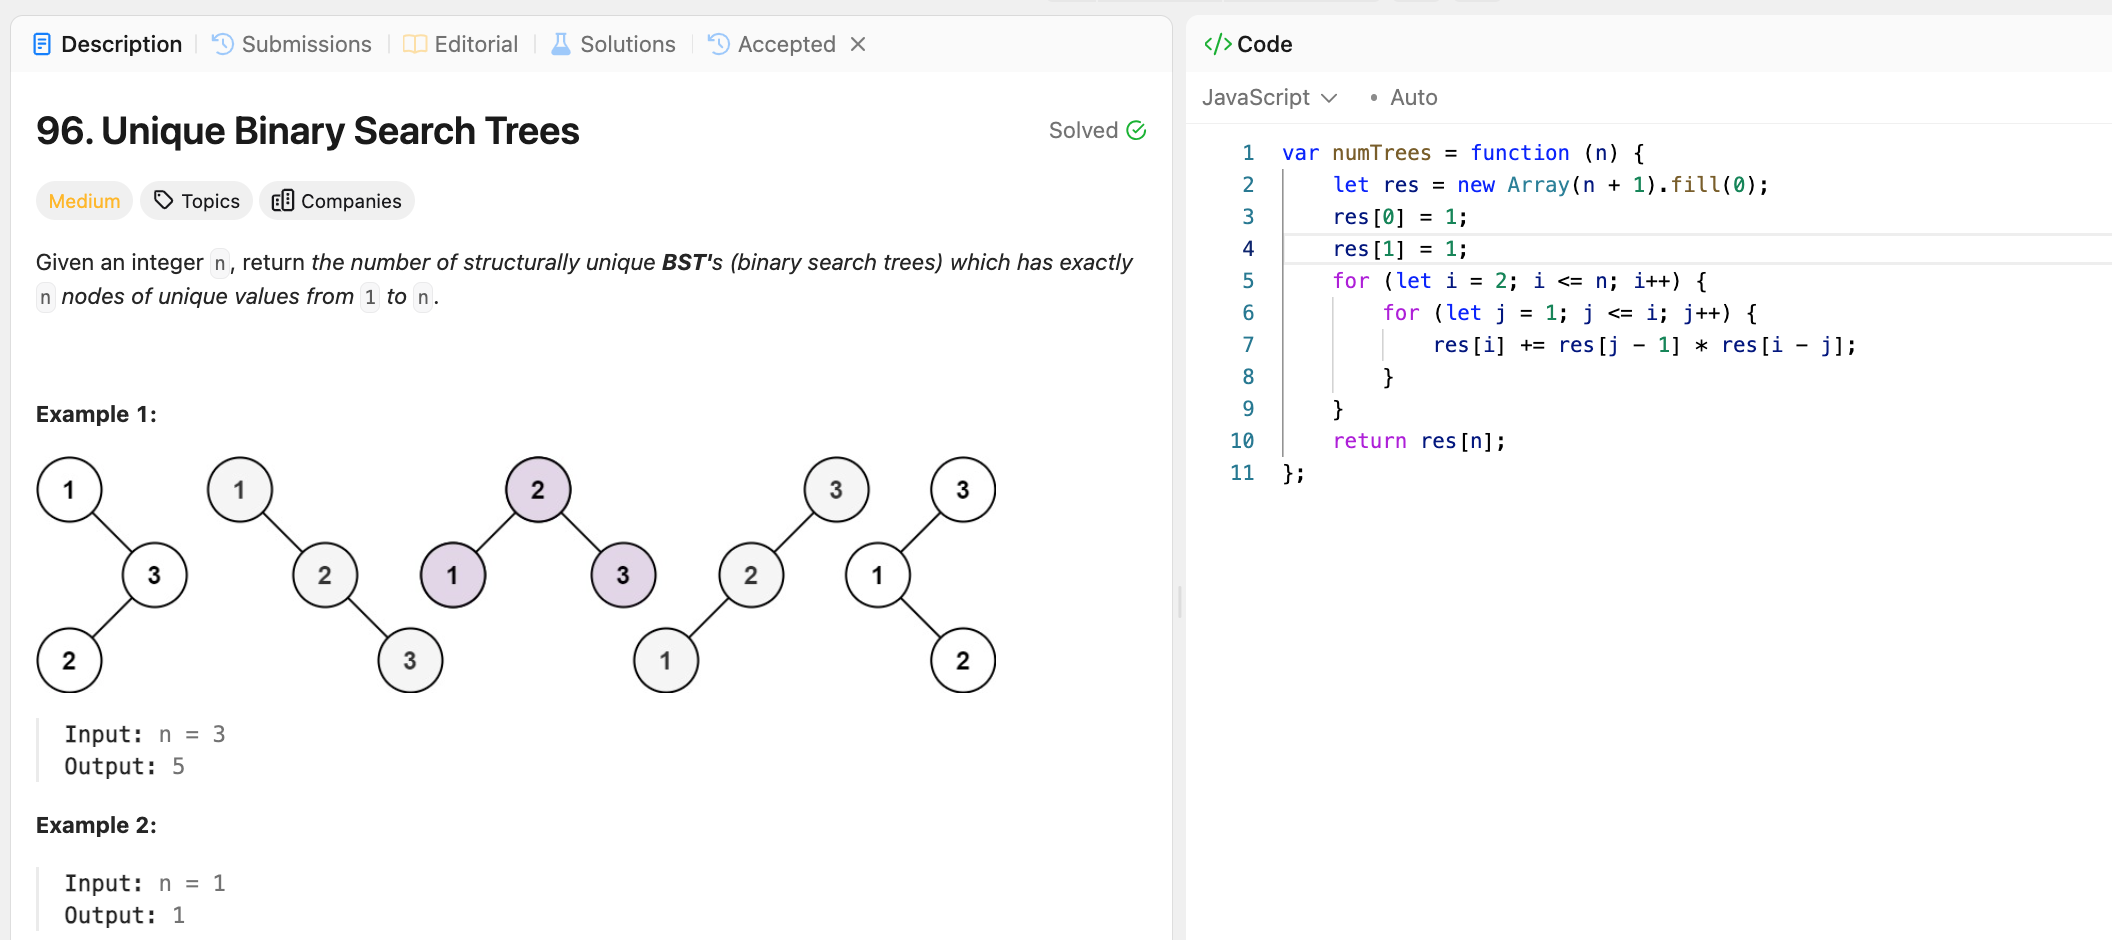 Description
Submissions
Editorial
Solutions
Accepted
96. Unique Binary Search Trees
Solved
Medium
Topics
Companies
Given an integer n, return the number of structurally unique BST's (binary search trees) which has exactly
n nodes of unique values from 1 to n.
Example 1:
1 1 2 3 3
3 2 1 3 2 1
2 3 1 2
Input: n = 3
Output: 5
Example 2:
Input: n = 1
Output: 1
</> Code
JavaScript • Auto
1 var numTrees = function (n) {
2 let res = new Array(n + 1).fill(0);
3 res[0] = 1;
4 res[1] = 1;
5 for (let i = 2; i <= n; i++) {
6 for (let j = 1; j <= i; j++) {
7 res[i] += res[j - 1] * res[i - j];
8 }
9 }
10 return res[n];
11 };